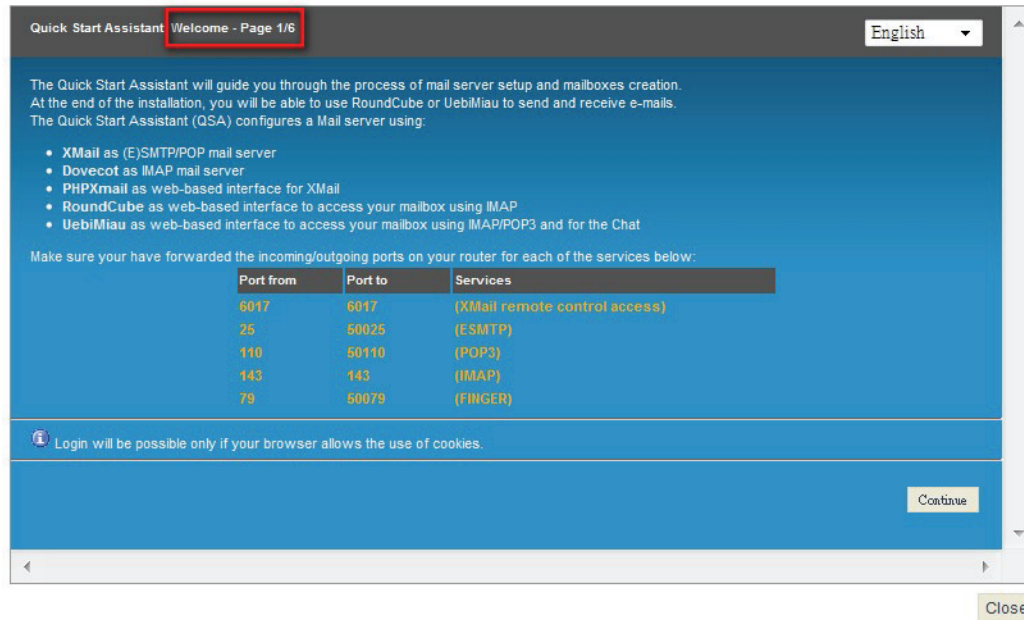 Quick Start Assistant Welcome - Page 1/6
English
The Quick Start Assistant will guide you through the process of mail server setup and mailboxes creation.
At the end of the installation, you will be able to use RoundCube or UebiMiau to send and receive e-mails.
The Quick Start Assistant (QSA) configures a Mail server using:
• XMail as (E)SMTP/POP mail server
• Dovecot as IMAP mail server
• PHPXmail as web-based interface for XMail
• RoundCube as web-based interface to access your mailbox using IMAP
• UebiMiau as web-based interface to access your mailbox using IMAP/POP3 and for the Chat
Make sure your have forwarded the incoming/outgoing ports on your router for each of the services below:
Port from Port to Services
6017 6017 (XMail remote control access)
25 50025 (ESMTP)
110 50110 (POP3)
143 143 (IMAP)
79 50079 (FINGER)
Login will be possible only if your browser allows the use of cookies.
Continue
Close